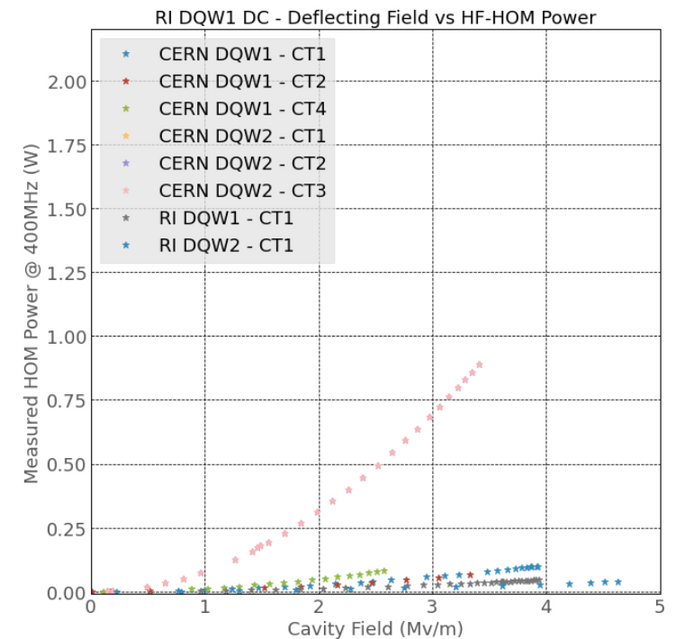 RI DQW1 DC - Deflecting Field vs HF-HOM Power
CERN DQW1 - CT1
CERN DQW1 - CT2
CERN DQW1 - CT4
CERN DQW2 - CT1
CERN DQW2 - CT2
CERN DQW2 - CT3
RI DQW1 - CT1
RI DQW2 - CT1
Measured HOM Power @ 400MHz (W)
2.00
1.75
1.50
1.25
1.00
0.75
0.50
0.25
0.00
0 1 2 3 4 5
Cavity Field (Mv/m)